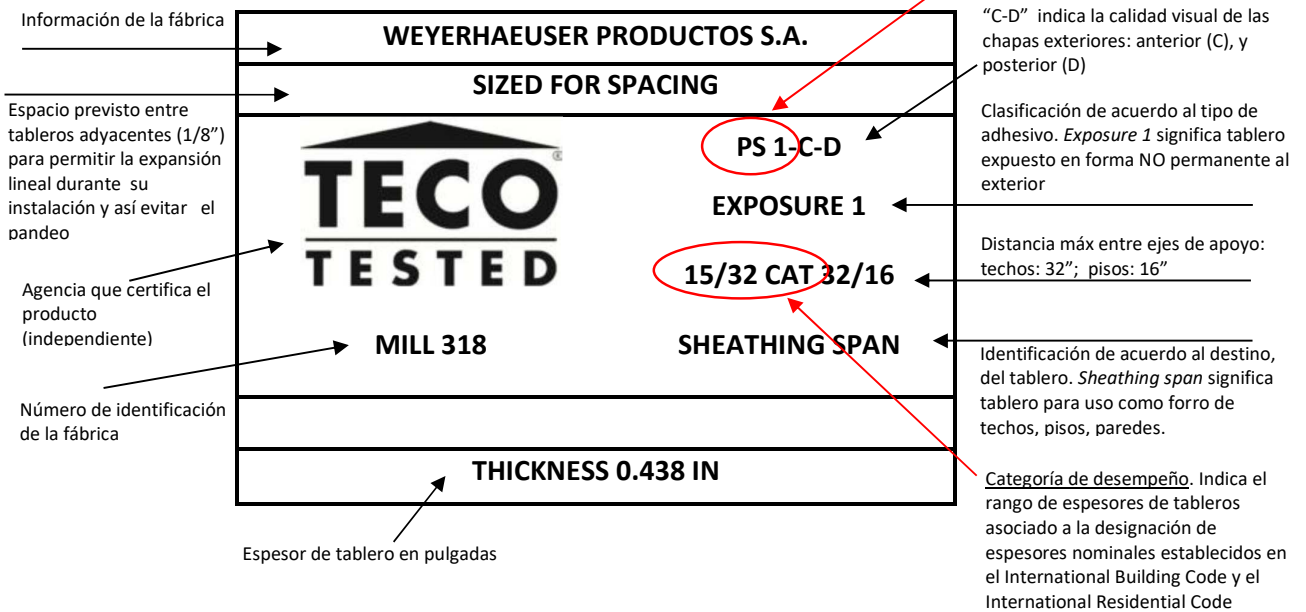 Información de la fábrica
WEYERHAEUSER PRODUCTOS S.A.
SIZED FOR SPACING
Espacio previsto entre
tableros adyacentes (1/8”)
para permitir la expansión
lineal durante su
instalación y así evitar el
pandeo
Agencia que certifica el
producto
(independiente)
Número de identificación
de la fábrica
TECO
®
TESTED
MILL 318
PS 1-C-D
EXPOSURE 1
15/32 CAT 32/16
SHEATHING SPAN
THICKNESS 0.438 IN
Espesor de tablero en pulgadas
“C-D” indica la calidad visual de las
chapas exteriores: anterior (C), y
posterior (D)
Clasificación de acuerdo al tipo de
adhesivo. Exposure 1 significa tablero
expuesto en forma NO permanente al
exterior
Distancia máx entre ejes de apoyo:
techos: 32”; pisos: 16”
Identificación de acuerdo al destino,
del tablero. Sheathing span significa
tablero para uso como forro de
techos, pisos, paredes.
Categoría de desempeño. Indica el
rango de espesores de tableros
asociado a la designación de
espesores nominales establecidos en
el International Building Code y el
International Residential Code